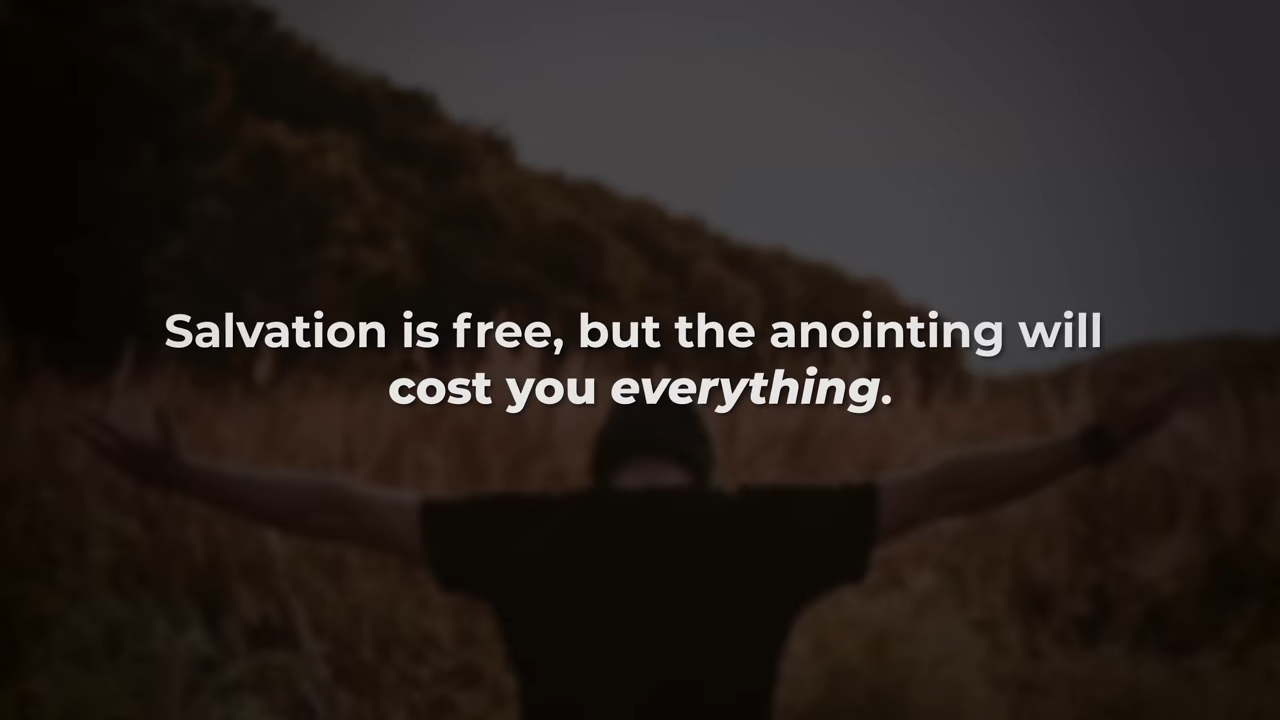 Salvation is free, but the anointing will
cost you everything.